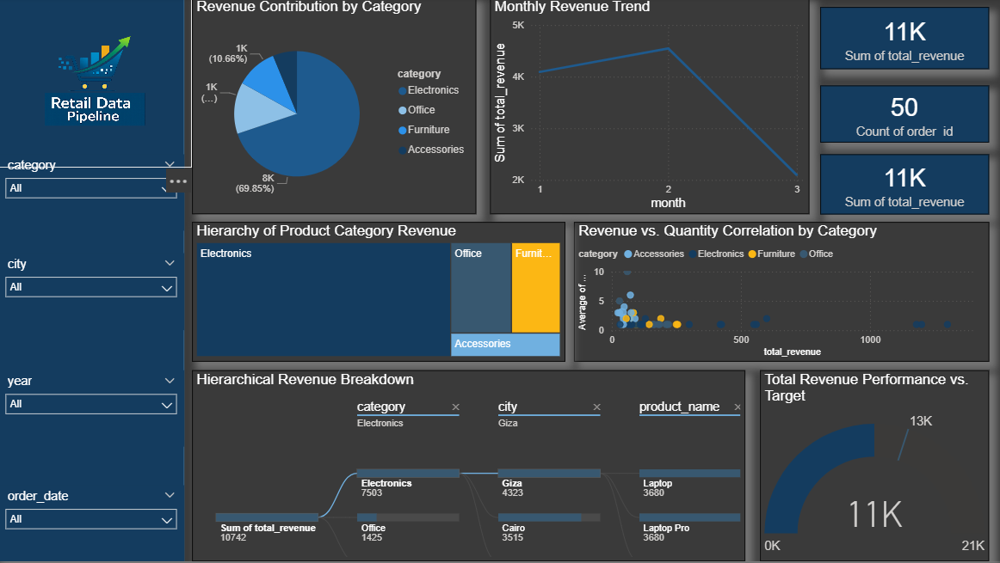 Retail Data
Pipeline
category
All
city
All
year
All
order_date
All
Revenue Contribution by Category
1K
(10.66%)
1K
(...)
8K
(69.85%)
category
Electronics
Office
Furniture
Accessories
Monthly Revenue Trend
Sum of total_revenue
5K
4K
3K
2K
1 2 3
month
11K
Sum of total_revenue
50
Count of order_id
11K
Sum of total_revenue
Hierarchy of Product Category Revenue
Electronics
Office
Furnit...
Accessories
Revenue vs. Quantity Correlation by Category
category Accessories Electronics Furniture Office
Average of ...
10
5
0
0 500 1000
total_revenue
Hierarchical Revenue Breakdown
category
Electronics
city
Giza
product_name
Sum of total_revenue
10742
Electronics
7503
Office
1425
Giza
4323
Cairo
3515
Laptop
3680
Laptop Pro
3680
Total Revenue Performance vs.
Target
13K
11K
0K
21K